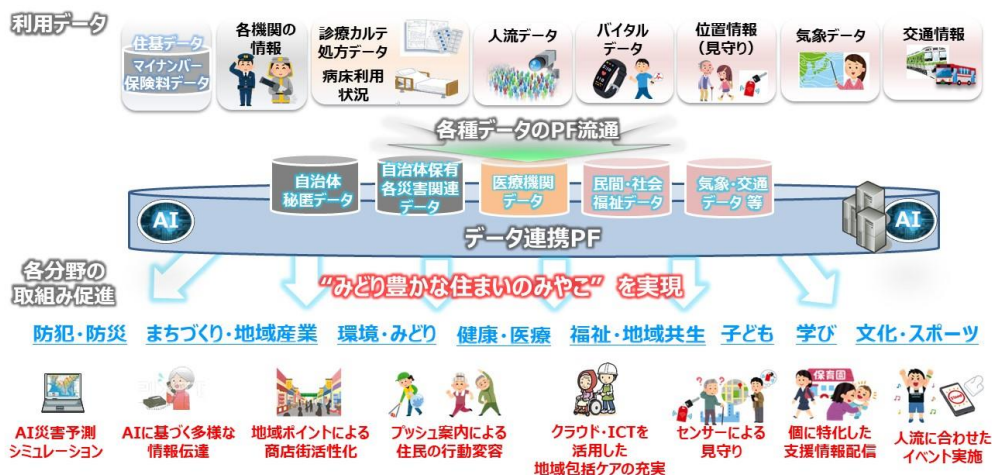 利用データ
住基データ
マイナンバー
保険料データ
各機関の
情報
診療カルテ
処方データ
病床利用
状況
人流データ
バイタル
データ
位置情報
（見守り）
気象データ
交通情報
各種データのPF流通
自治体
秘匿データ
自治体保有
各災害関連
データ
医療機関
データ
民間・社会
福祉データ
気象・交通
データ 等
AI
データ連携PF
AI
各分野の
取組み促進
“みどり豊かな住まいのみやこ” を実現
防犯・防災
まちづくり・地域産業
環境・みどり
健康・医療
福祉・地域共生
子ども
学び
文化・スポーツ
保育園
AI災害予測
シミュレーション
AIに基づく多様な
情報伝達
地域ポイントによる
商店街活性化
プッシュ案内による
住民の行動変容
クラウド・ICTを
活用した
地域包括ケアの充実
センサーによる
見守り
個に特化した
支援情報配信
人流に合わせた
イベント実施